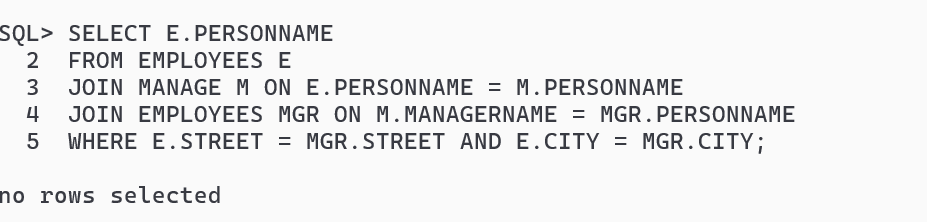 SQL> SELECT E.PERSONNAME
2 FROM EMPLOYEES E
3 JOIN MANAGE M ON E.PERSONNAME = M.PERSONNAME
4 JOIN EMPLOYEES MGR ON M.MANAGERNAME = MGR.PERSONNAME
5 WHERE E.STREET = MGR.STREET AND E.CITY = MGR.CITY;
no rows selected